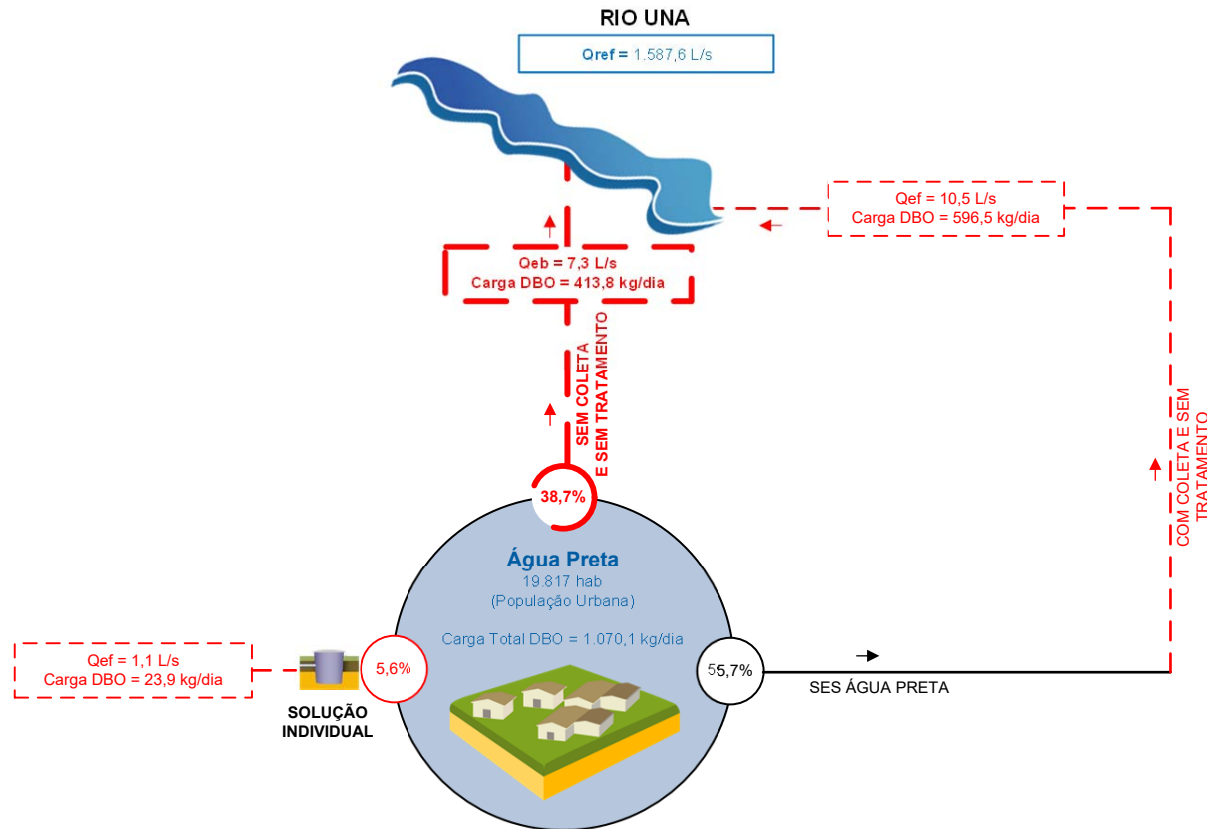 RIO UNA
Qref = 1.587,6 L/s
Qef = 10,5 L/s
Carga DBO = 596,5 kg/dia
Qeb = 7,3 L/s
Carga DBO = 413,8 kg/dia
SEM COLETA
E SEM TRATAMENTO
COM COLETA E SEM
TRATAMENTO
38,7%
Água Preta
19.817 hab
(População Urbana)
Carga Total DBO = 1.070,1 kg/dia
Qef = 1,1 L/s
Carga DBO = 23,9 kg/dia
5,6%
55,7%
SES ÁGUA PRETA
SOLUÇÃO
INDIVIDUAL